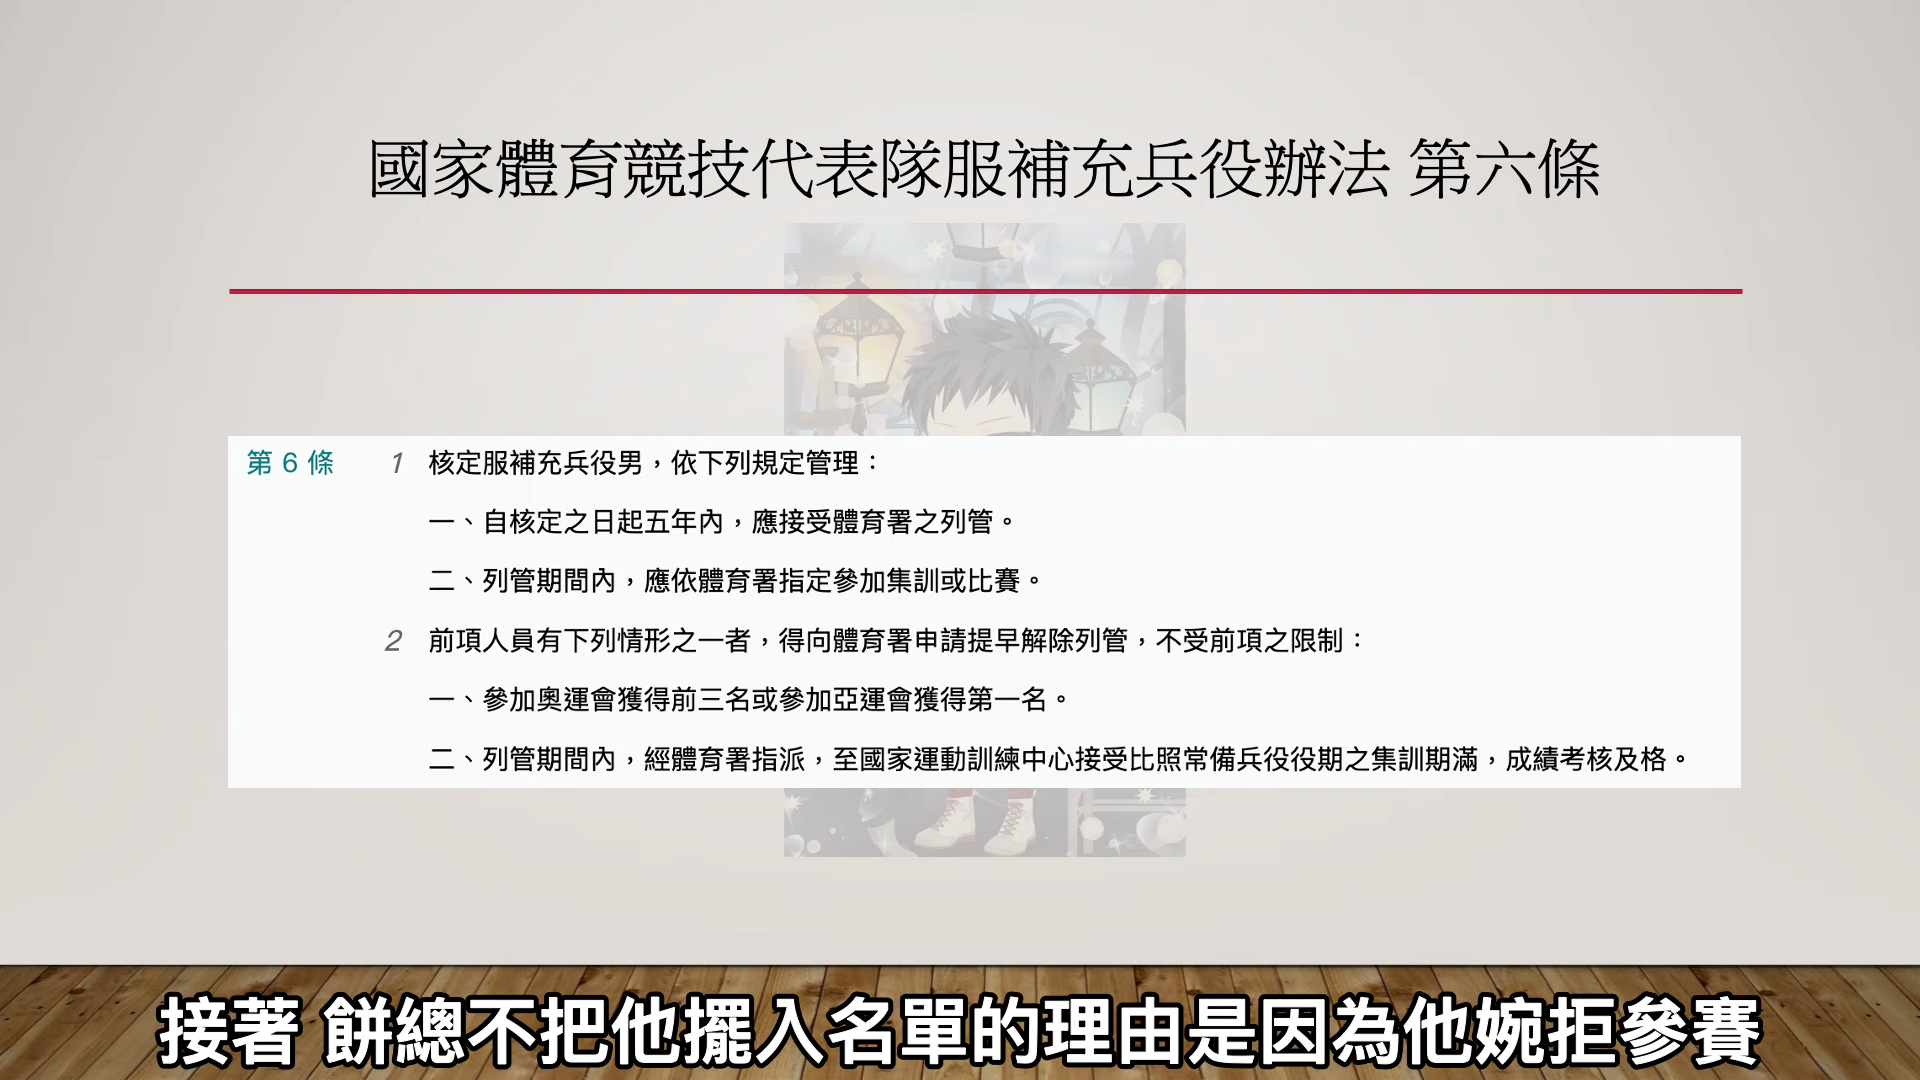 國家體育競技代表隊服補充兵役辦法 第六條
第 6 條 1 核定服補充兵役男，依下列規定管理：
一、自核定之日起五年內，應接受體育署之列管。
二、列管期間內，應依體育署指定參加集訓或比賽。
2 前項人員有下列情形之一者，得向體育署申請提早解除列管，不受前項之限制：
一、參加奧運會獲得前三名或參加亞運會獲得第一名。
二、列管期間內，經體育署指派，至國家運動訓練中心接受比照常備兵役役期之集訓期滿，成績考核及格。
接著 餅總不把他擺入名單的理由是因為他婉拒參賽